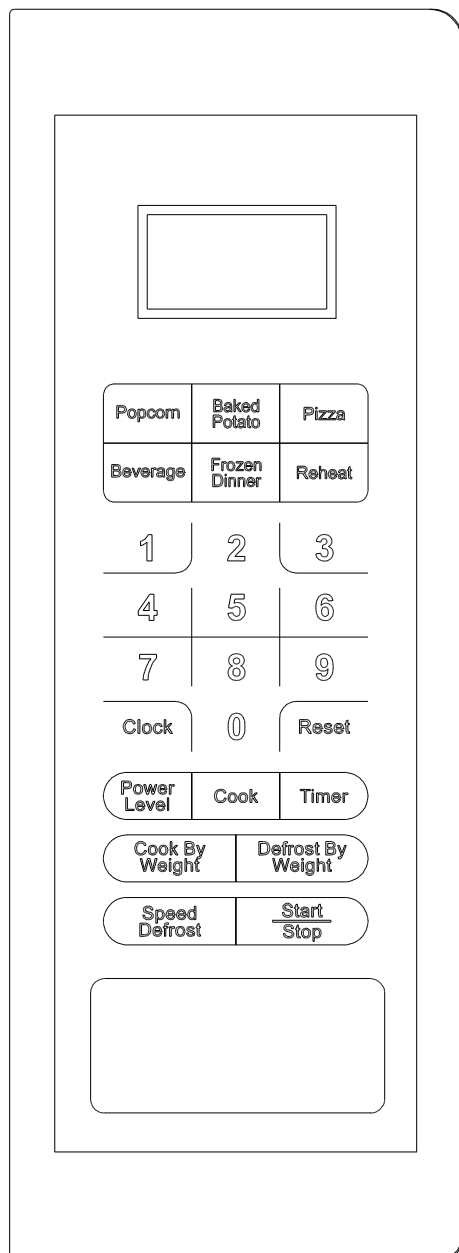 Popcorn
Baked
Potato
Pizza
Beverage
Frozen
Dinner
Reheat
1
2
3
4
5
6
7
8
9
Clock
0
Reset
Power
Level
Cook
Timer
Cook By
Weight
Defrost By
Weight
Speed
Defrost
Start
Stop